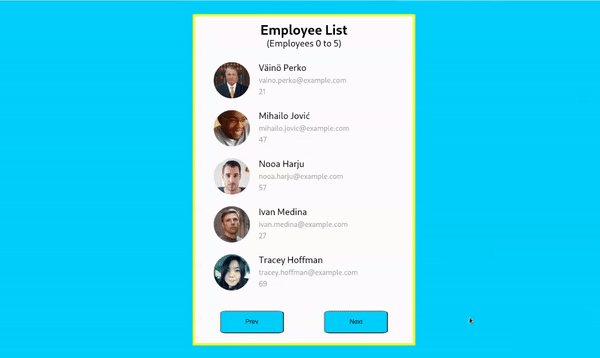 Employee List
(Employees 0 to 5)
Väinö Perko
vaino.perko@example.com
21
Mihailo Jović
mihailo.jovic@example.com
47
Nooa Harju
nooa.harju@example.com
57
Ivan Medina
ivan.medina@example.com
27
Tracey Hoffman
tracey.hoffman@example.com
69
Prev
Next